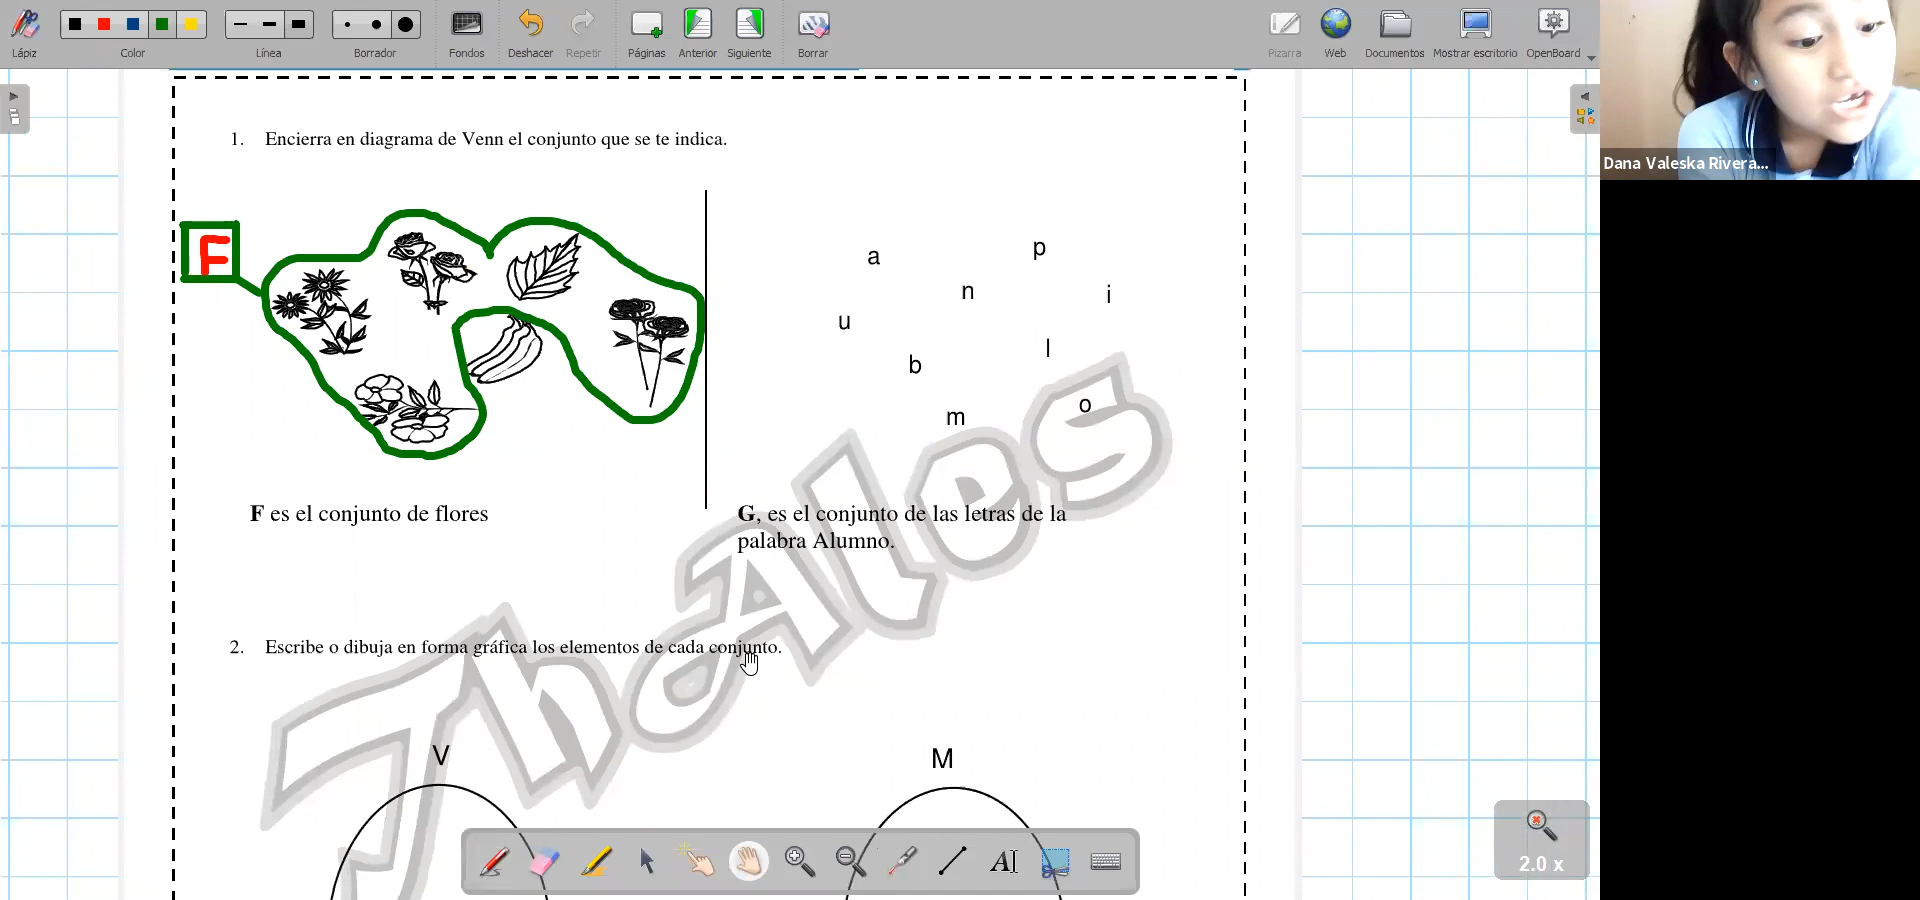 Lápiz
Color
Línea
Borrador
Fondos
Deshacer
Repetir
Páginas
Anterior
Siguiente
Borrar
Pizarra
Web
Documentos
Mostrar escritorio
OpenBoard
Dana Valeska Rivera...
1. Encierra en diagrama de Venn el conjunto que se te indica.
F
a
p
n
i
u
l
b
m
o
F es el conjunto de flores
G, es el conjunto de las letras de la
palabra Alumno.
2. Escribe o dibuja en forma gráfica los elementos de cada conjunto.
Thales
V
M
A
2.0 x